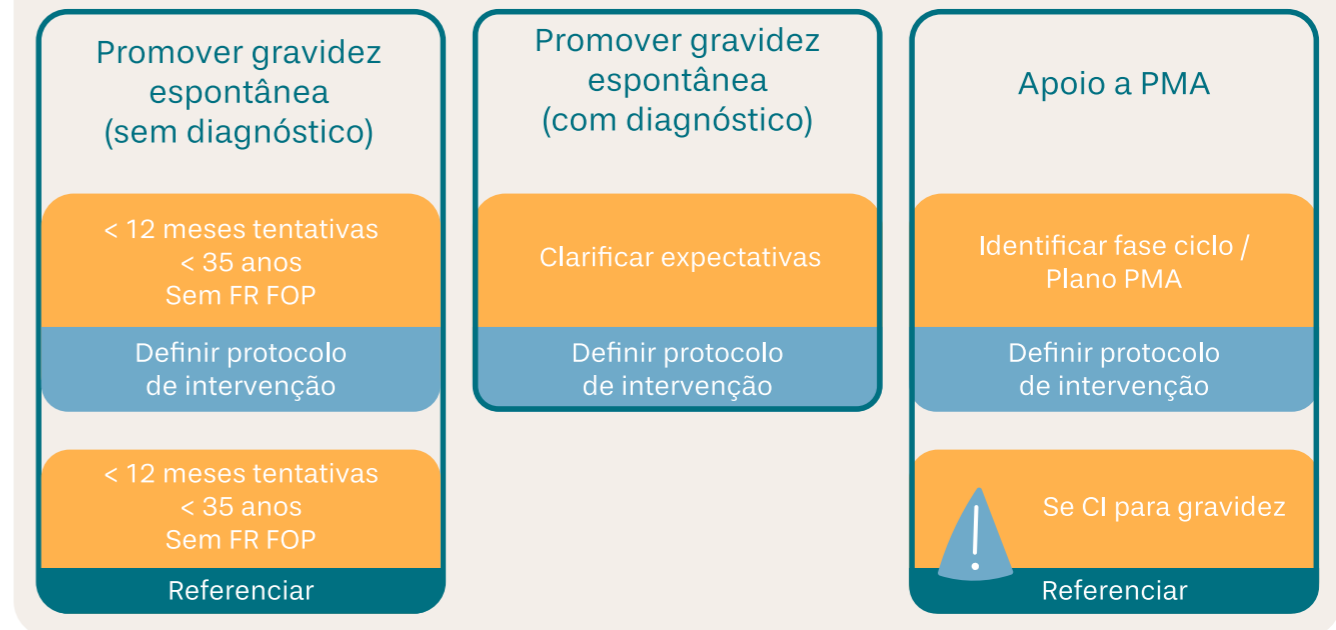 Promover gravidez
espontânea
(sem diagnóstico)
< 12 meses tentativas
< 35 anos
Sem FR FOP
Definir protocolo
de intervenção
< 12 meses tentativas
< 35 anos
Sem FR FOP
Referenciar
Promover gravidez
espontânea
(com diagnóstico)
Clarificar expectativas
Definir protocolo
de intervenção
Apoio a PMA
Identificar fase ciclo /
Plano PMA
Definir protocolo
de intervenção
!
Se CI para gravidez
Referenciar